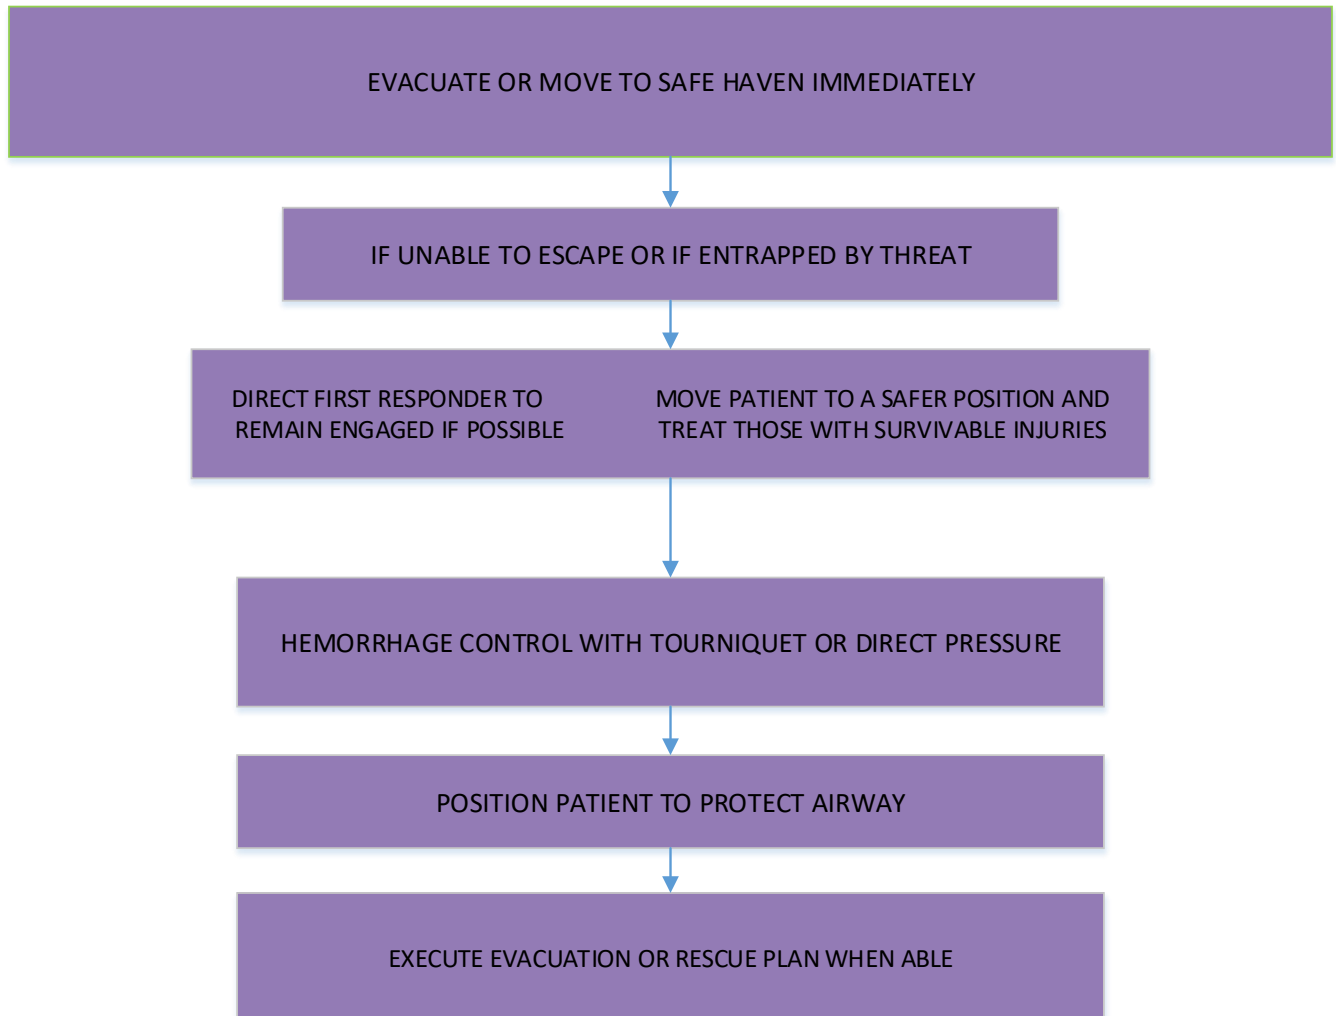 EVACUATE OR MOVE TO SAFE HAVEN IMMEDIATELY
IF UNABLE TO ESCAPE OR IF ENTRAPPED BY THREAT
DIRECT FIRST RESPONDER TO
REMAIN ENGAGED IF POSSIBLE
MOVE PATIENT TO A SAFER POSITION AND
TREAT THOSE WITH SURVIVABLE INJURIES
HEMORRHAGE CONTROL WITH TOURNIQUET OR DIRECT PRESSURE
POSITION PATIENT TO PROTECT AIRWAY
EXECUTE EVACUATION OR RESCUE PLAN WHEN ABLE